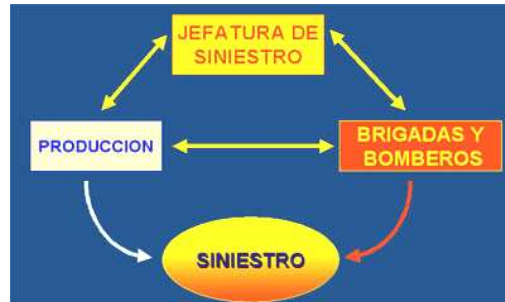 JEFATURA DE
SINIESTRO
PRODUCCION
BRIGADAS Y
BOMBEROS
SINIESTRO